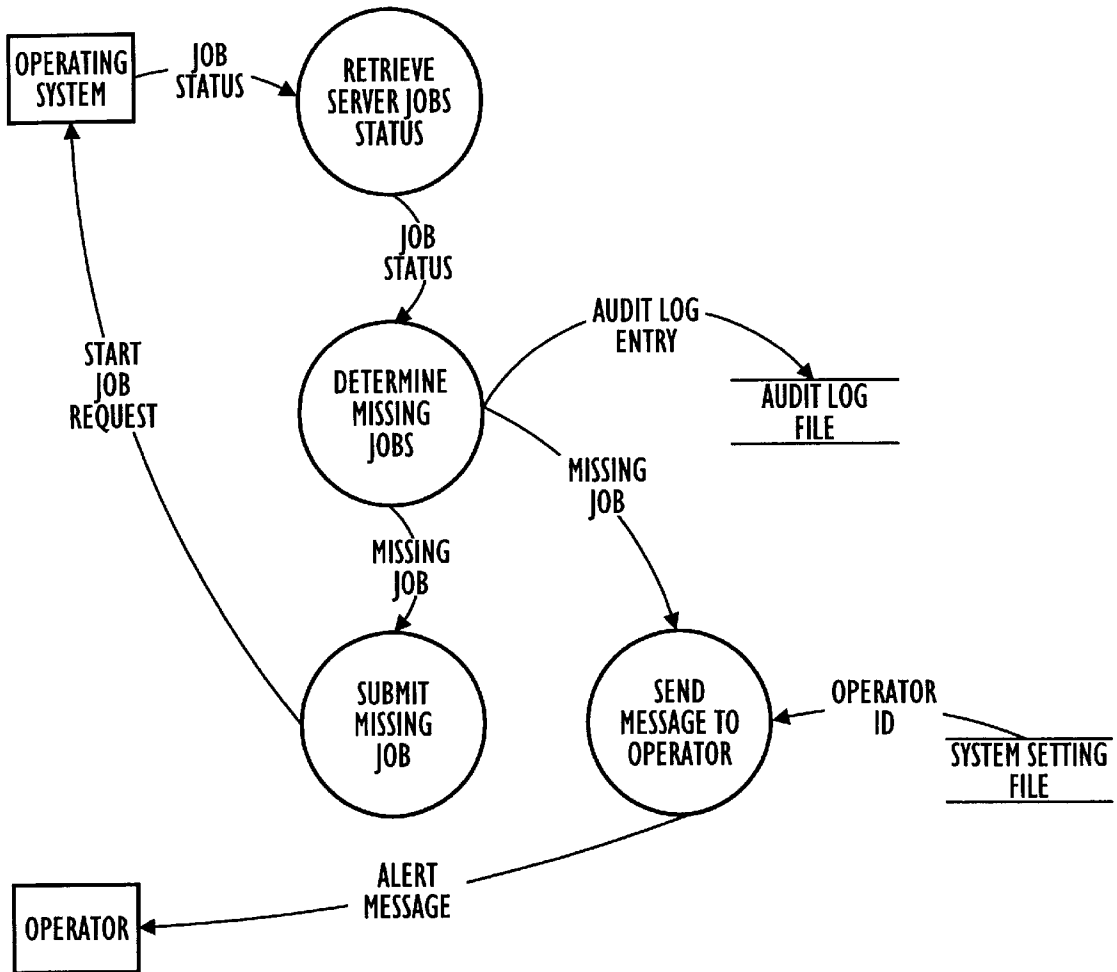 OPERATING
SYSTEM
JOB
STATUS
RETRIEVE
SERVER JOBS
STATUS
JOB
STATUS
START
JOB
REQUEST
DETERMINE
MISSING
JOBS
AUDIT LOG
ENTRY
AUDIT LOG
FILE
MISSING
JOB
MISSING
JOB
SUBMIT
MISSING
JOB
SEND
MESSAGE TO
OPERATOR
OPERATOR
ID
SYSTEM SETTING
FILE
ALERT
MESSAGE
OPERATOR